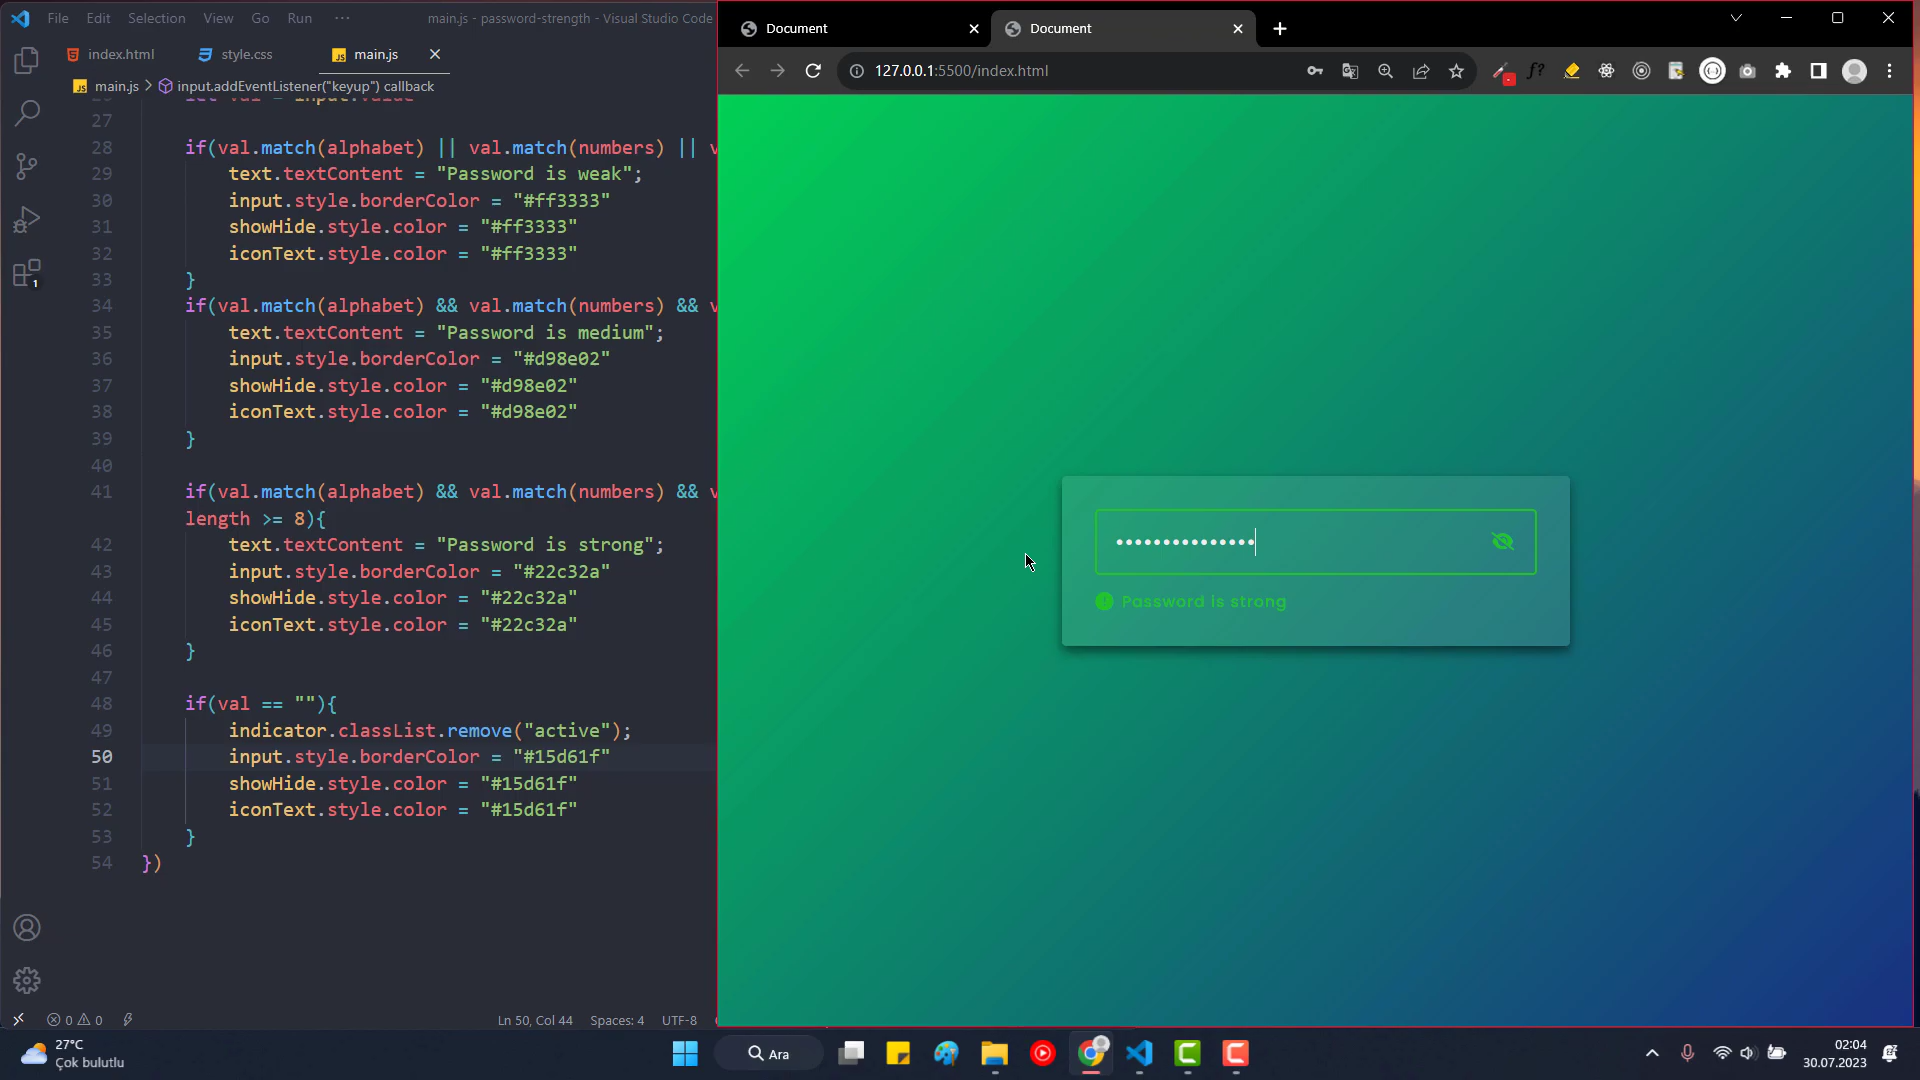 File Edit Selection View Go Run ··· main.js - password-strength - Visual Studio Code
index.html style.css main.js
main.js > input.addEventListener("keyup") callback
27
28 if(val.match(alphabet) || val.match(numbers) ||
29 text.textContent = "Password is weak";
30 input.style.borderColor = "#ff3333"
31 showHide.style.color = "#ff3333"
32 iconText.style.color = "#ff3333"
33 }
34 if(val.match(alphabet) && val.match(numbers) &&
35 text.textContent = "Password is medium";
36 input.style.borderColor = "#d98e02"
37 showHide.style.color = "#d98e02"
38 iconText.style.color = "#d98e02"
39 }
40
41 if(val.match(alphabet) && val.match(numbers) &&
length >= 8){
42 text.textContent = "Password is strong";
43 input.style.borderColor = "#22c32a"
44 showHide.style.color = "#22c32a"
45 iconText.style.color = "#22c32a"
46 }
47
48 if(val == ""){
49 indicator.classList.remove("active");
50 input.style.borderColor = "#15d61f"
51 showHide.style.color = "#15d61f"
52 iconText.style.color = "#15d61f"
53 }
54 })
1
0 0 Ln 50, Col 44 Spaces: 4 UTF-8
Document Document
127.0.0.1:5500/index.html
Password is strong
27°C
Çok bulutlu
Ara
02:04
30.07.2023